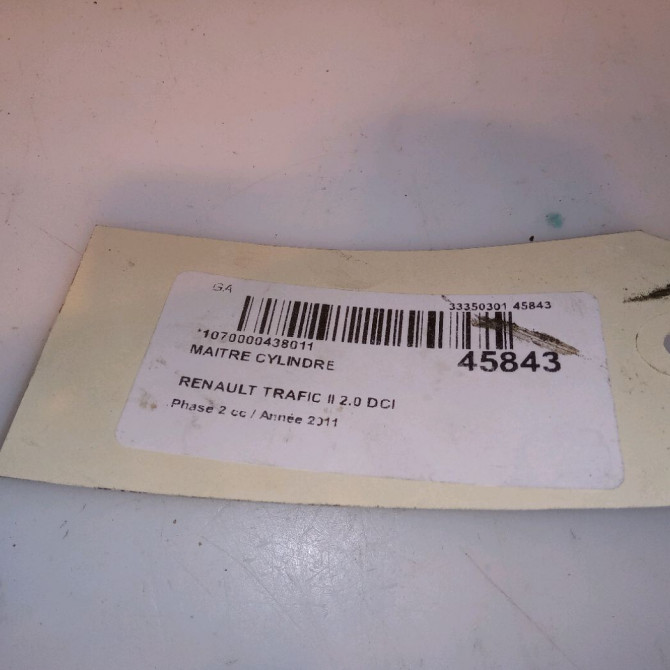 GA
33350301 45843
*1070000438011
45843
MAITRE CYLINDRE
RENAULT TRAFIC II 2.0 DCI
Phase 2 cc / Année 2011